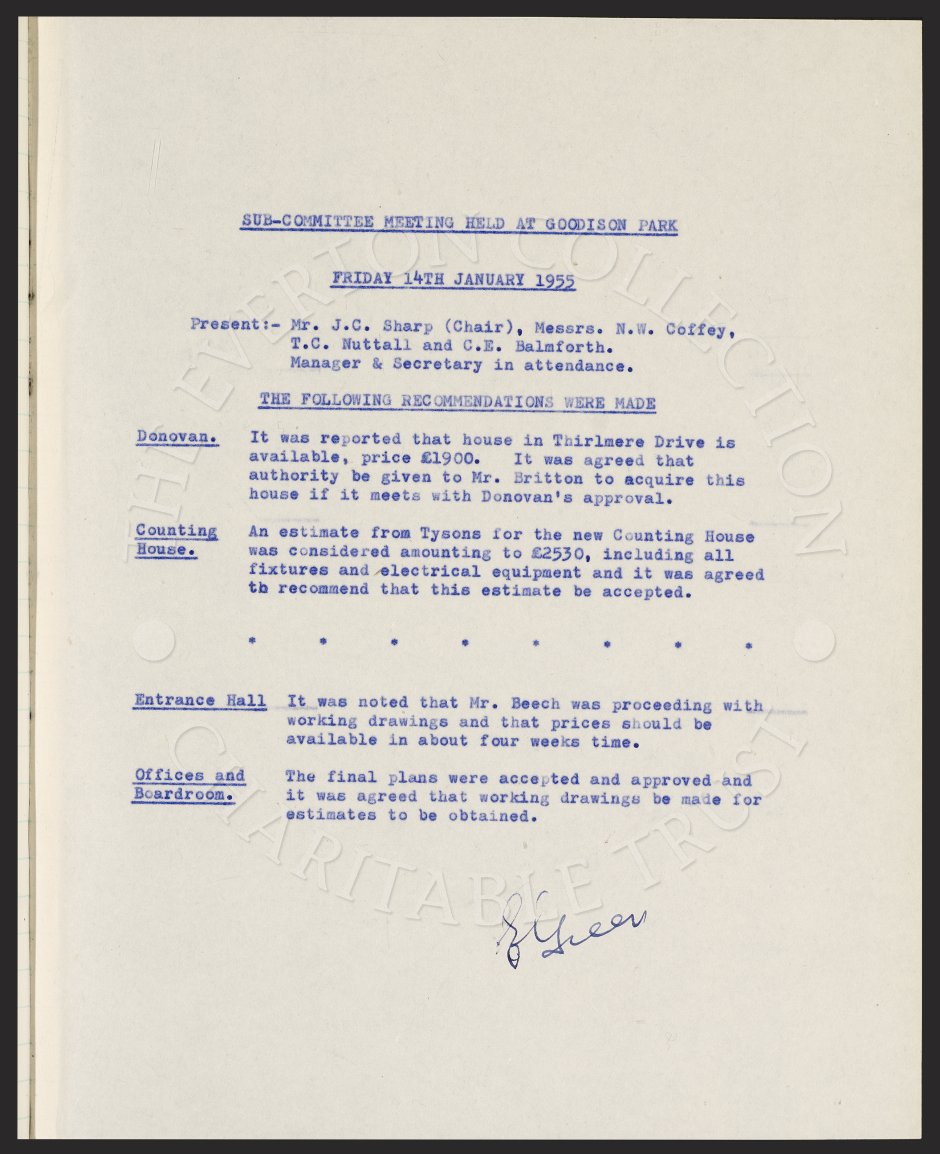 SUB-COMMITTEE MEETING HELD AT GOODISON PARK
FRIDAY 14TH JANUARY 1955
Present:- Mr. J.C. Sharp (Chair), Messrs. N.W. Coffey,
T.C. Nuttall and C.E. Balmforth.
Manager & Secretary in attendance.
THE FOLLOWING RECOMMENDATIONS WERE MADE
Donovan. It was reported that house in Thirlmere Drive is
available, price £1900. It was agreed that
authority be given to Mr. Britton to acquire this
house if it meets with Donovan's approval.
Counting An estimate from Tysons for the new Counting House
House. was considered amounting to £2530, including all
fixtures and electrical equipment and it was agreed
to recommend that this estimate be accepted.
* * * * * * * *
Entrance Hall It was noted that Mr. Beech was proceeding with
working drawings and that prices should be
available in about four weeks time.
Offices and The final plans were accepted and approved and
Boardroom. it was agreed that working drawings be made for
estimates to be obtained.
THE EVERTON COLLECTION
CHARITABLE TRUST